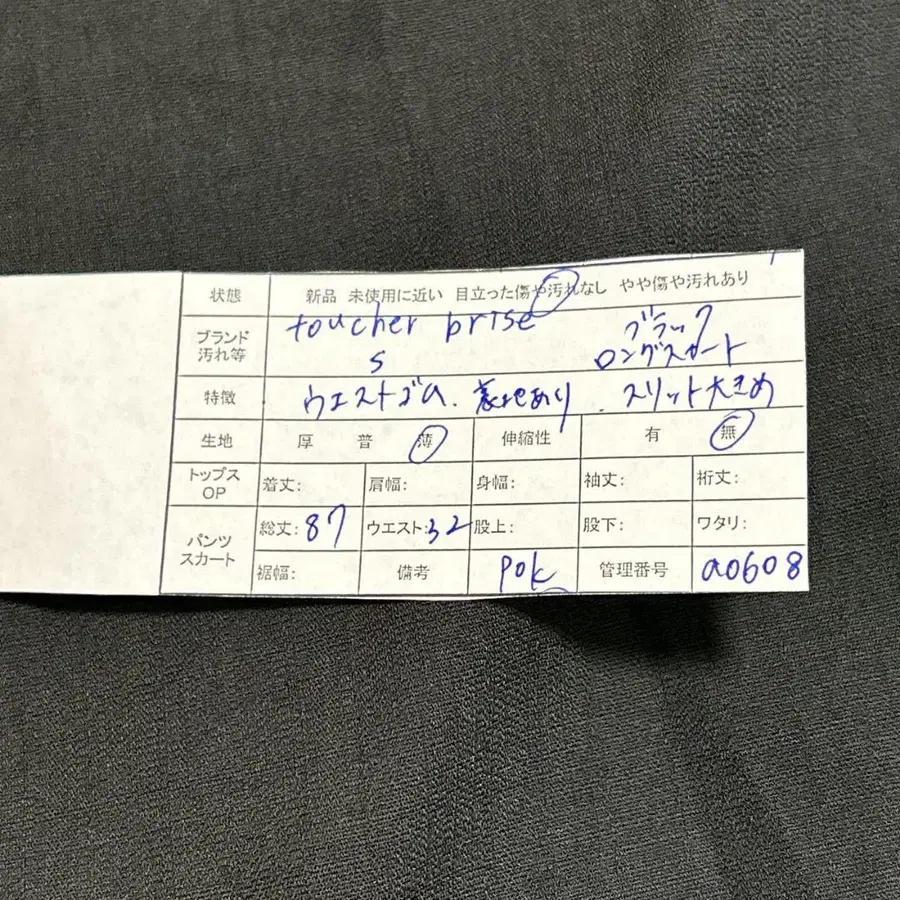 状態 新品 未使用に近い 目立った傷や汚れなし やや傷や汚れあり
ブランド
汚れ等
toucher brise ブラック
S ロングスカート
特徴 ウエストゴム、裏地あり、スリット大きめ
生地 厚 普 薄 伸縮性 有 無
トップス
OP
着丈: 肩幅: 身幅: 袖丈: 裄丈:
パンツ
スカート
総丈:87 ウエスト:32 股上: 股下: ワタリ:
裾幅: 備考 pok 管理番号 a0608